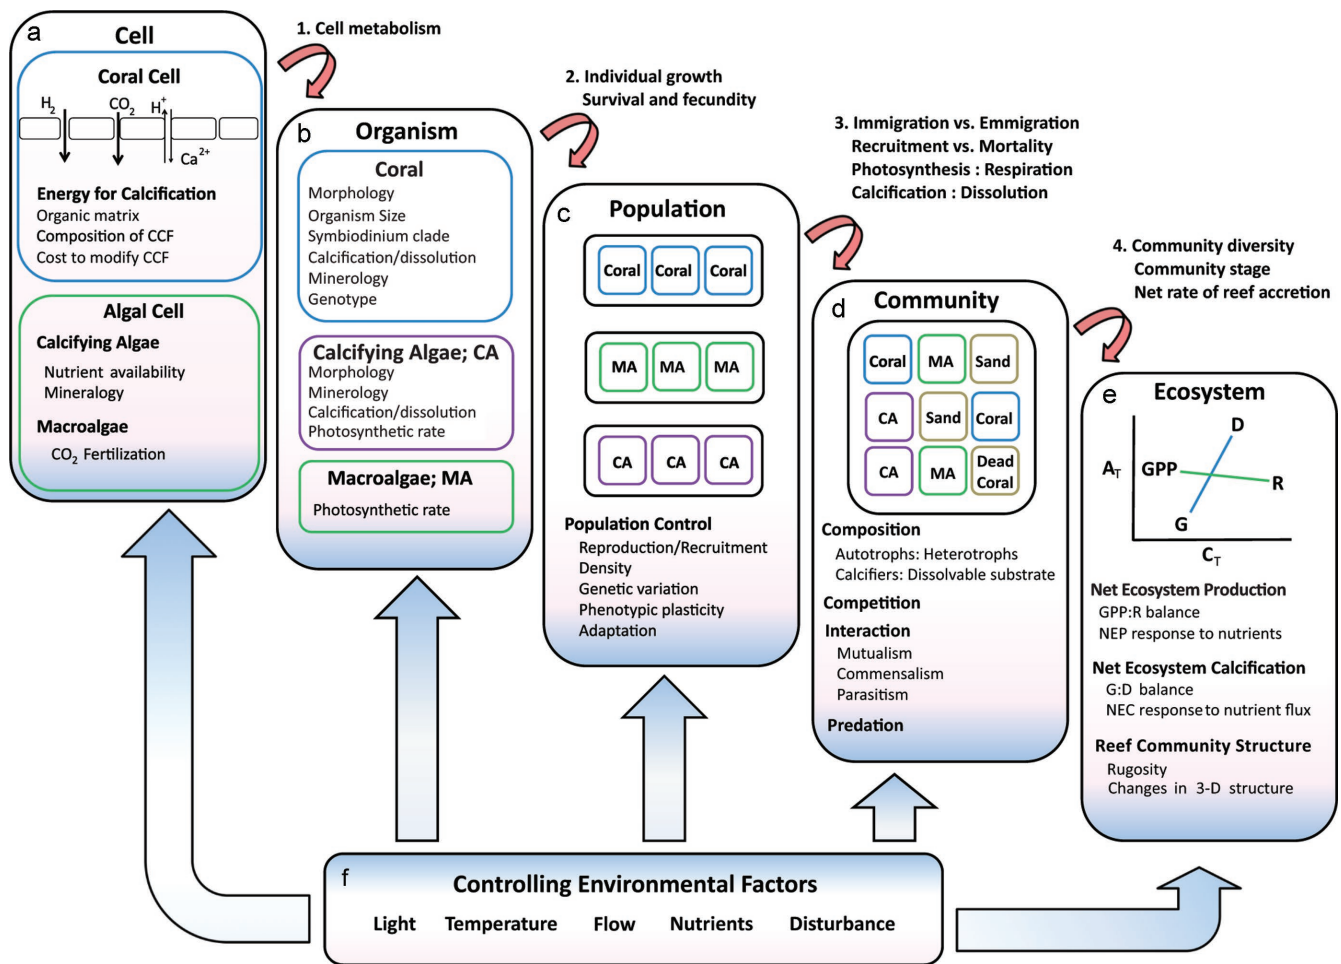 a
Cell
Coral Cell
H2
CO2
H+
Ca2+
Energy for Calcification
Organic matrix
Composition of CCF
Cost to modify CCF
Algal Cell
Calcifying Algae
Nutrient availability
Mineralogy
Macroalgae
CO2 Fertilization
1. Cell metabolism
b
Organism
Coral
Morphology
Organism Size
Symbiodinium clade
Calcification/dissolution
Minerology
Genotype
Calcifying Algae; CA
Morphology
Minerology
Calcification/dissolution
Photosynthetic rate
Macroalgae; MA
Photosynthetic rate
2. Individual growth
Survival and fecundity
c
Population
Coral Coral Coral
MA MA MA
CA CA CA
Population Control
Reproduction/Recruitment
Density
Genetic variation
Phenotypic plasticity
Adaptation
3. Immigration vs. Emmigration
Recruitment vs. Mortality
Photosynthesis : Respiration
Calcification : Dissolution
d
Community
Coral MA Sand
CA Sand Coral
CA MA Dead
Coral
Composition
Autotrophs: Heterotrophs
Calcifiers: Dissolvable substrate
Competition
Interaction
Mutualism
Commensalism
Parasitism
Predation
4. Community diversity
Community stage
Net rate of reef accretion
e
Ecosystem
D
AT
GPP
R
G
CT
Net Ecosystem Production
GPP:R balance
NEP response to nutrients
Net Ecosystem Calcification
G:D balance
NEC response to nutrient flux
Reef Community Structure
Rugosity
Changes in 3-D structure
f
Controlling Environmental Factors
Light Temperature Flow Nutrients Disturbance